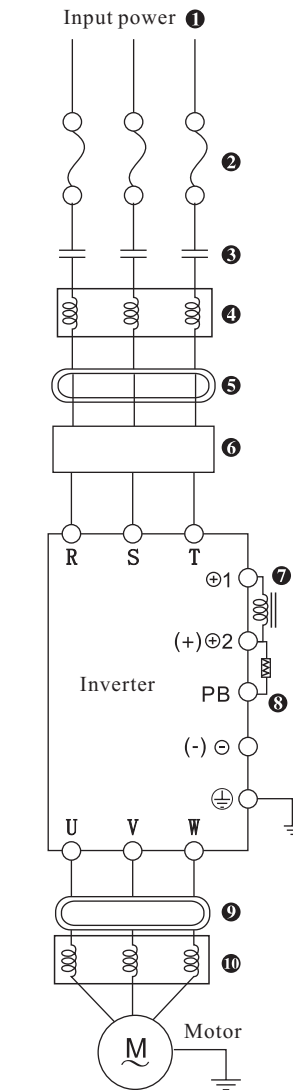 Input power ❶
❷
❸
❹
❺
❻
R S T
⊕1 ❼
(+)⊕2
Inverter
PB ❽
(-) ⊖
U V W
❾
❿
Motor
M
~